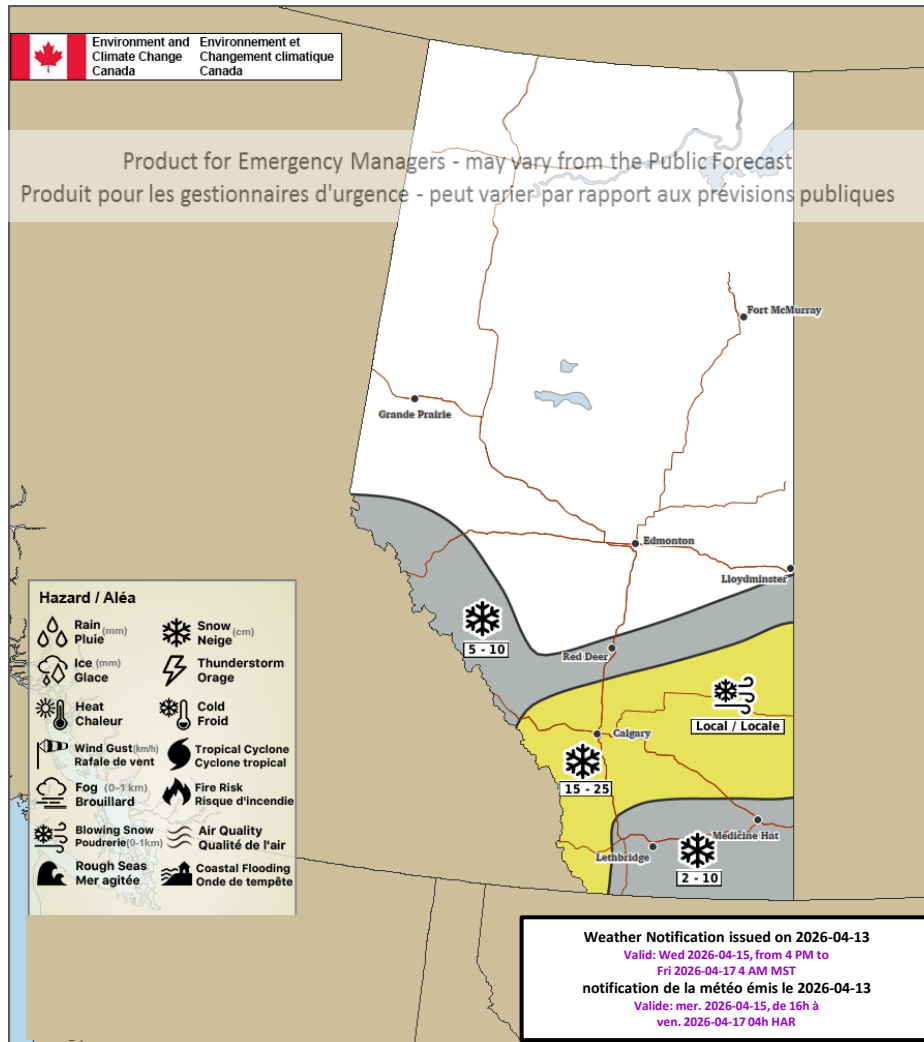 Environment and Environnement et
Climate Change Changement climatique
Canada Canada
Product for Emergency Managers - may vary from the Public Forecast
Produit pour les gestionnaires d'urgence - peut varier par rapport aux prévisions publiques
Fort McMurray
Grande Prairie
Edmonton
Lloydminster
5 - 10
Red Deer
Local / Locale
Calgary
15 - 25
Medicine Hat
Lethbridge
2 - 10
Hazard / Aléa
Rain (mm)
Pluie
Snow (cm)
Neige
Ice (mm)
Glace
Thunderstorm
Orage
Heat
Chaleur
Cold
Froid
Wind Gust(km/h)
Rafale de vent
Tropical Cyclone
Cyclone tropical
Fog (0-1 km)
Brouillard
Fire Risk
Risque d'incendie
Blowing Snow
Poudrerie(0-1km)
Air Quality
Qualité de l'air
Rough Seas
Mer agitée
Coastal Flooding
Onde de tempête
Weather Notification issued on 2026-04-13
Valid: Wed 2026-04-15, from 4 PM to
Fri 2026-04-17 4 AM MST
notification de la météo émis le 2026-04-13
Valide: mer. 2026-04-15, de 16h à
ven. 2026-04-17 04h HAR